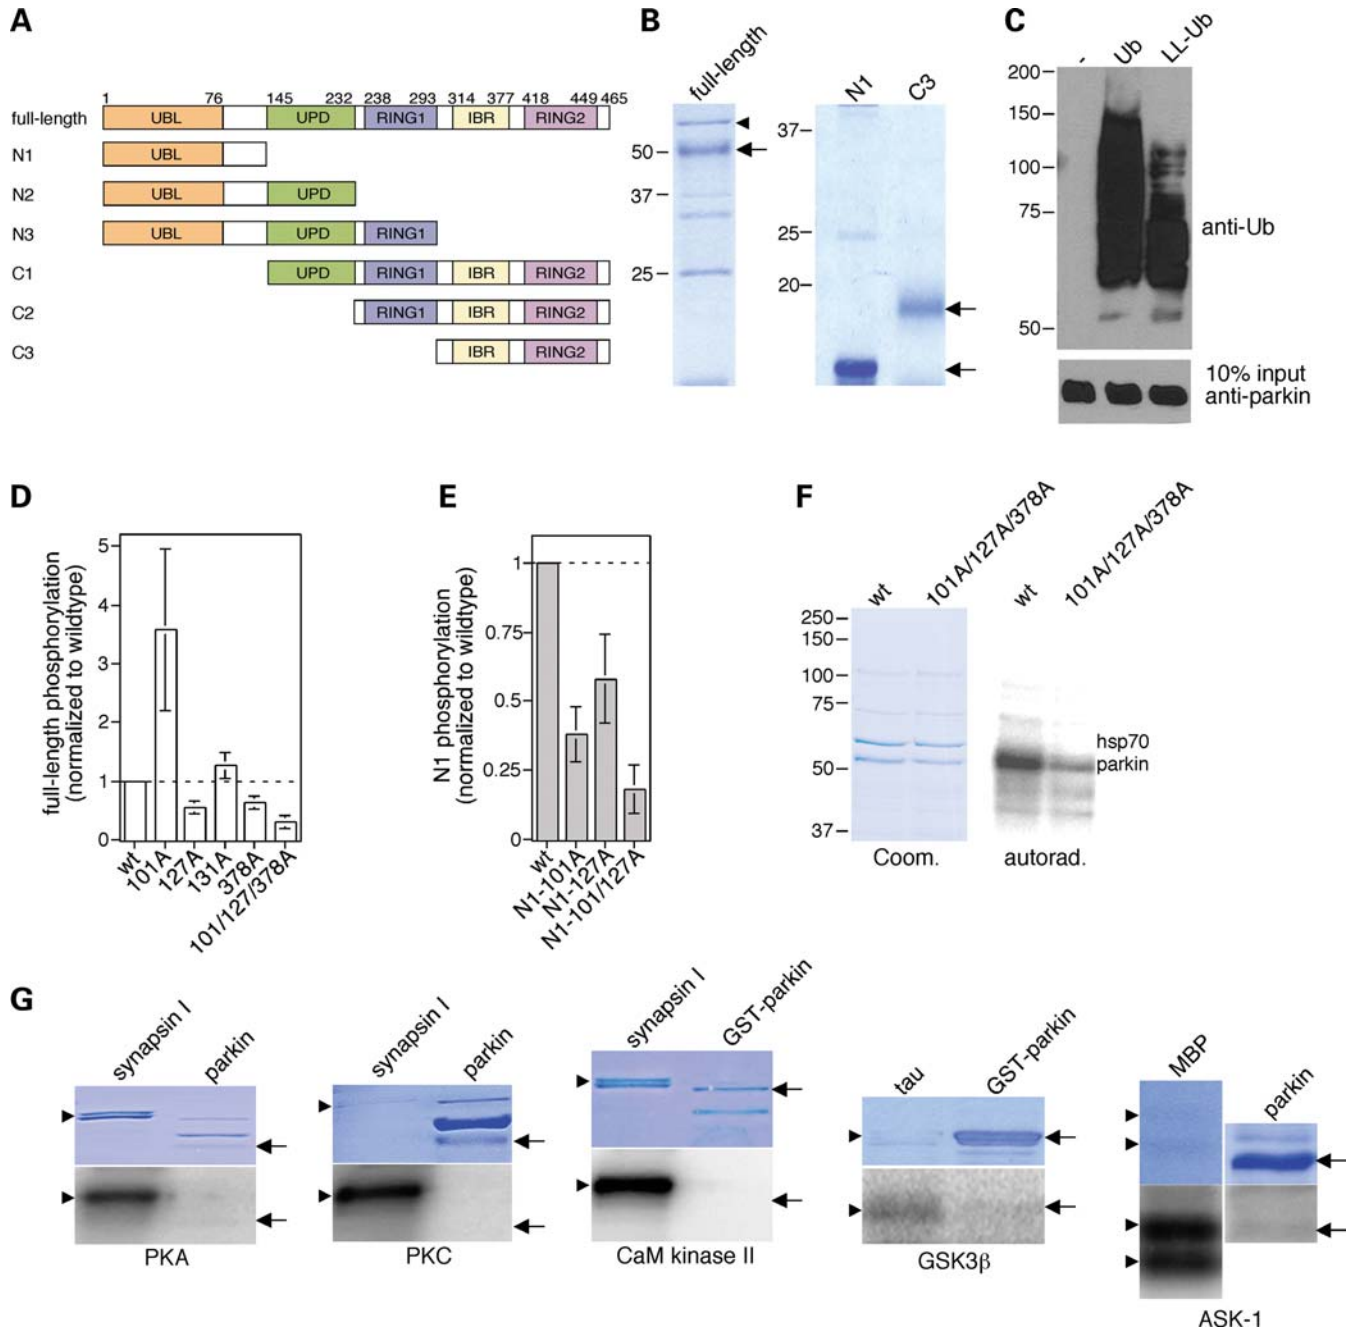 A
1 76 145 232 238 293 314 377 418 449 465
full-length UBL UPD RING1 IBR RING2
N1 UBL
N2 UBL UPD
N3 UBL UPD RING1
C1 UPD RING1 IBR RING2
C2 RING1 IBR RING2
C3 IBR RING2
B
full-length
50
37
25
N1 C3
37
25
20
C
- Ub LL-Ub
200
150
100
75
50
anti-Ub
10% input
anti-parkin
D
full-length phosphorylation
(normalized to wildtype)
5
4
3
2
1
0
wt 101A 127A 131A 378A 101/127/378A
E
N1 phosphorylation
(normalized to wildtype)
1
0.75
0.5
0.25
0
wt N1-101A N1-127A N1-101/127A
F
wt 101A/127A/378A wt 101A/127A/378A
250
150
100
75
50
37
hsp70
parkin
Coom. autorad.
G
synapsin I parkin
PKA
synapsin I parkin
PKC
synapsin I GST-parkin
CaM kinase II
tau GST-parkin
GSK3β
MBP parkin
ASK-1